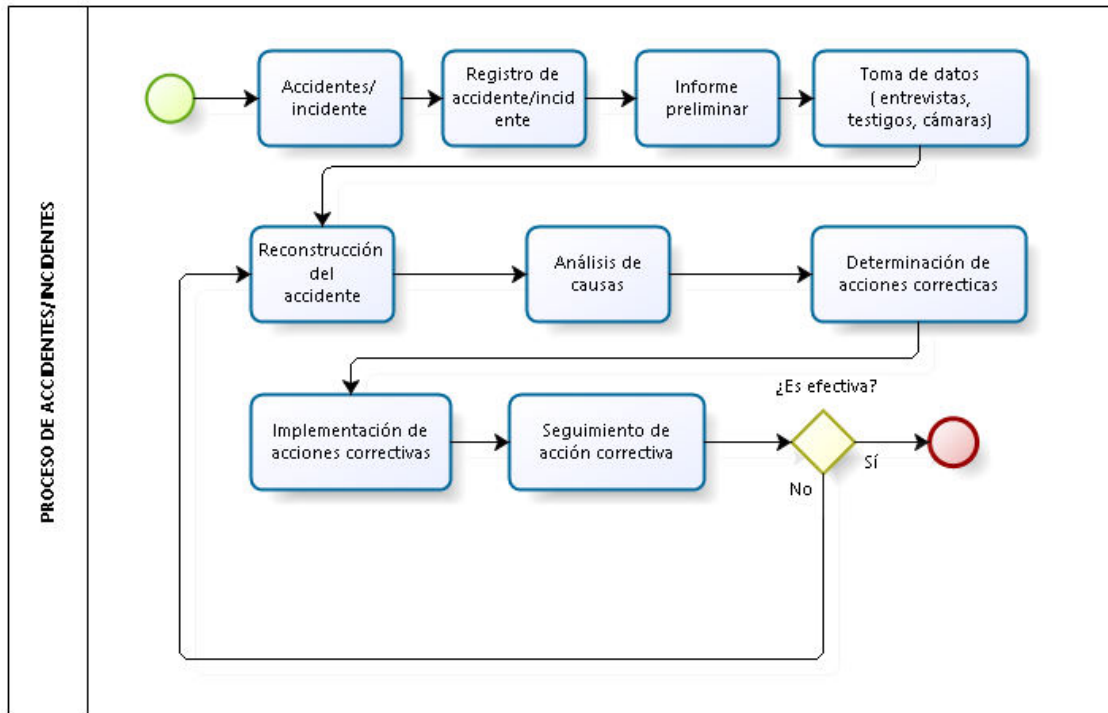 PROCESO DE ACCIDENTES/INCIDENTES
Accidentes/
incidente
Registro de
accidente/incid
ente
Informe
preliminar
Toma de datos
( entrevistas,
testigos, cámaras)
Reconstrucción
del
accidente
Análisis de
causas
Determinación de
acciones correcticas
Implementación de
acciones correctivas
Seguimiento de
acción correctiva
¿Es efectiva?
Sí
No